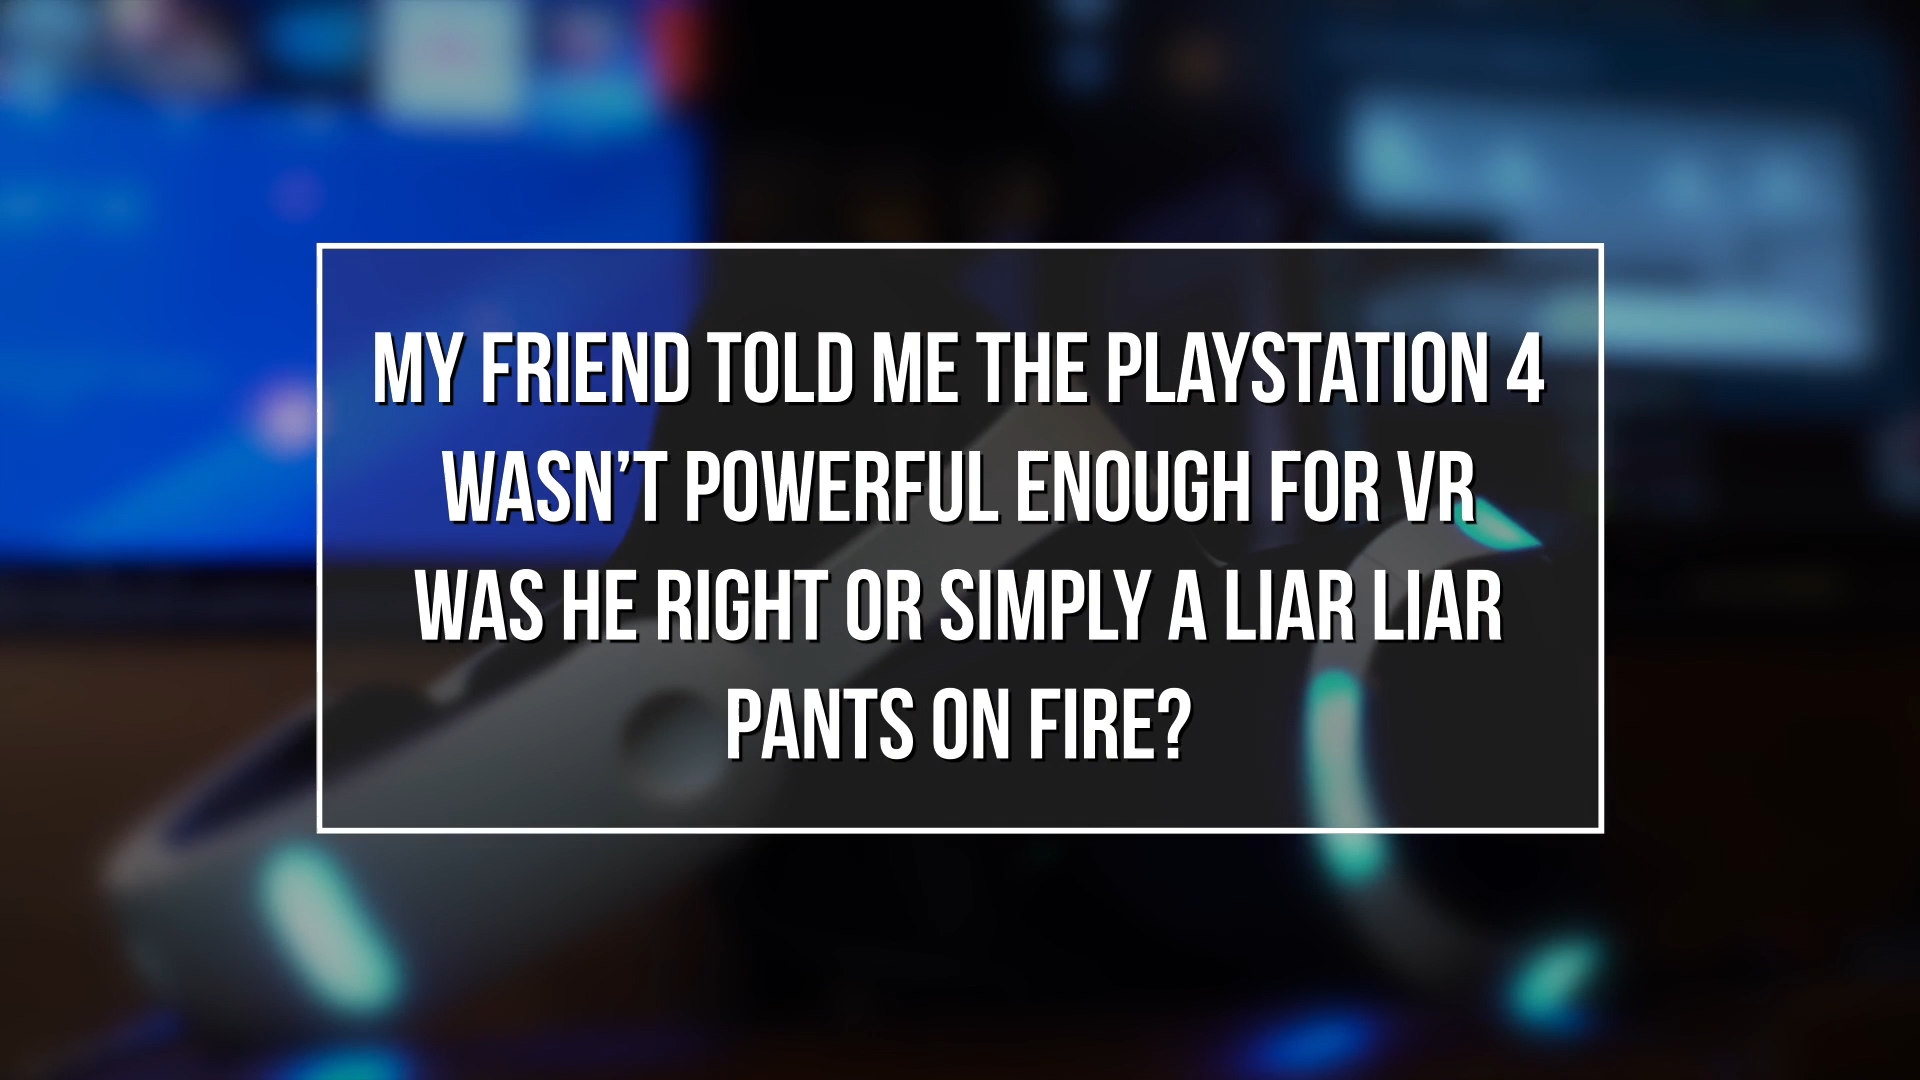 MY FRIEND TOLD ME THE PLAYSTATION 4
WASN'T POWERFUL ENOUGH FOR VR
WAS HE RIGHT OR SIMPLY A LIAR LIAR
PANTS ON FIRE?